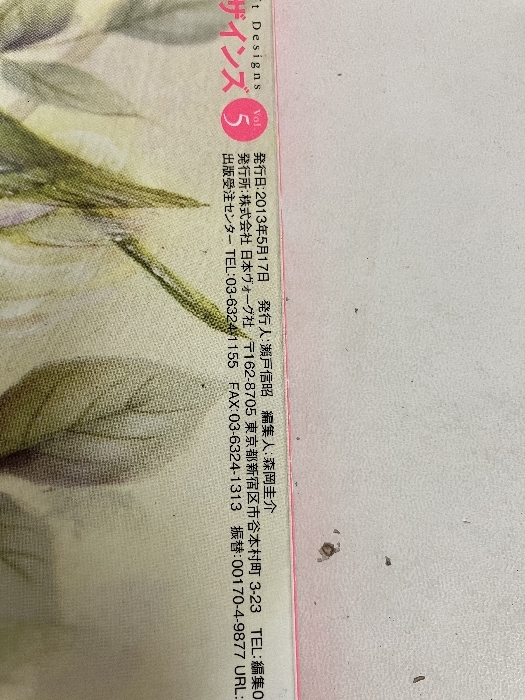 t Designs
ザインズ
Vol
5
発行日:2013年5月17日 発行人:瀬戸信昭 編集人:森岡圭介
発行所:株式会社 日本ヴォーグ社 〒162-8705 東京都新宿区市谷本村町 3-23 TEL:編集0
出版受注センター TEL:03-6324-1155 FAX:03-6324-1313 振替:00170-4-9877 URL: